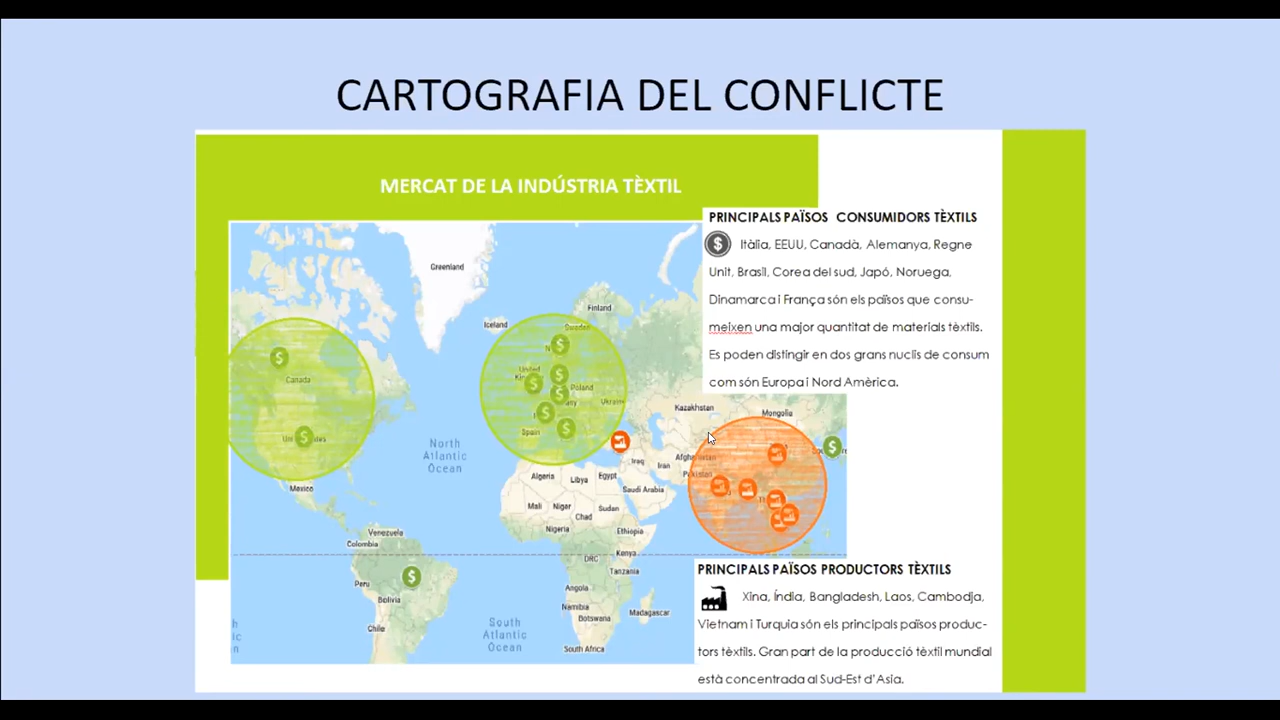 CARTOGRAFIA DEL CONFLICTE
MERCAT DE LA INDÚSTRIA TÈXTIL
PRINCIPALS PAÏSOS CONSUMIDORS TÈXTILS
$ Itàlia, EEUU, Canadà, Alemanya, Regne
Unit, Brasil, Corea del sud, Japó, Noruega,
Dinamarca i França són els països que consu-
meixen una major quantitat de materials tèxtils.
Es poden distingir en dos grans nuclis de consum
com són Europa i Nord Amèrica.
Greenland
Iceland
Finland
Sweden
United
Poland
Ukraine
Spain
Canada
Kazakhstan
Mongolia
North
Atlantic
Ocean
Iraq
Iran
Afghanistan
Pakistan
Algeria
Libya
Egypt
Saudi Arabia
Mexico
Mali
Niger
Chad
Sudan
Nigeria
Ethiopia
Venezuela
Colombia
DRC
Kenya
Tanzania
Peru
Bolivia
Chile
Angola
Namibia
Botswana
Madagascar
South Africa
South
Atlantic
Ocean
PRINCIPALS PAÏSOS PRODUCTORS TÈXTILS
Xina, Índia, Bangladesh, Laos, Cambodja,
Vietnam i Turquia són els principals països produc-
tors tèxtils. Gran part de la producció tèxtil mundial
està concentrada al Sud-Est d'Asia.